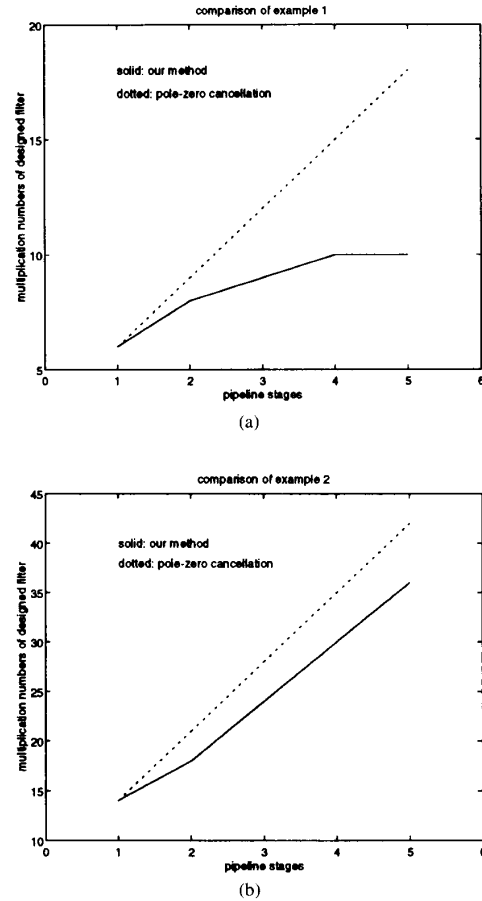 comparison of example 1
20
solid: our method
dotted: pole-zero cancellation
multiplication numbers of designed filter
15
10
5
0
1
2
3
4
5
6
pipeline stages
(a)
comparison of example 2
45
solid: our method
dotted: pole-zero cancellation
multiplication numbers of designed filter
40
35
30
25
20
15
10
0
1
2
3
4
5
6
pipeline stages
(b)